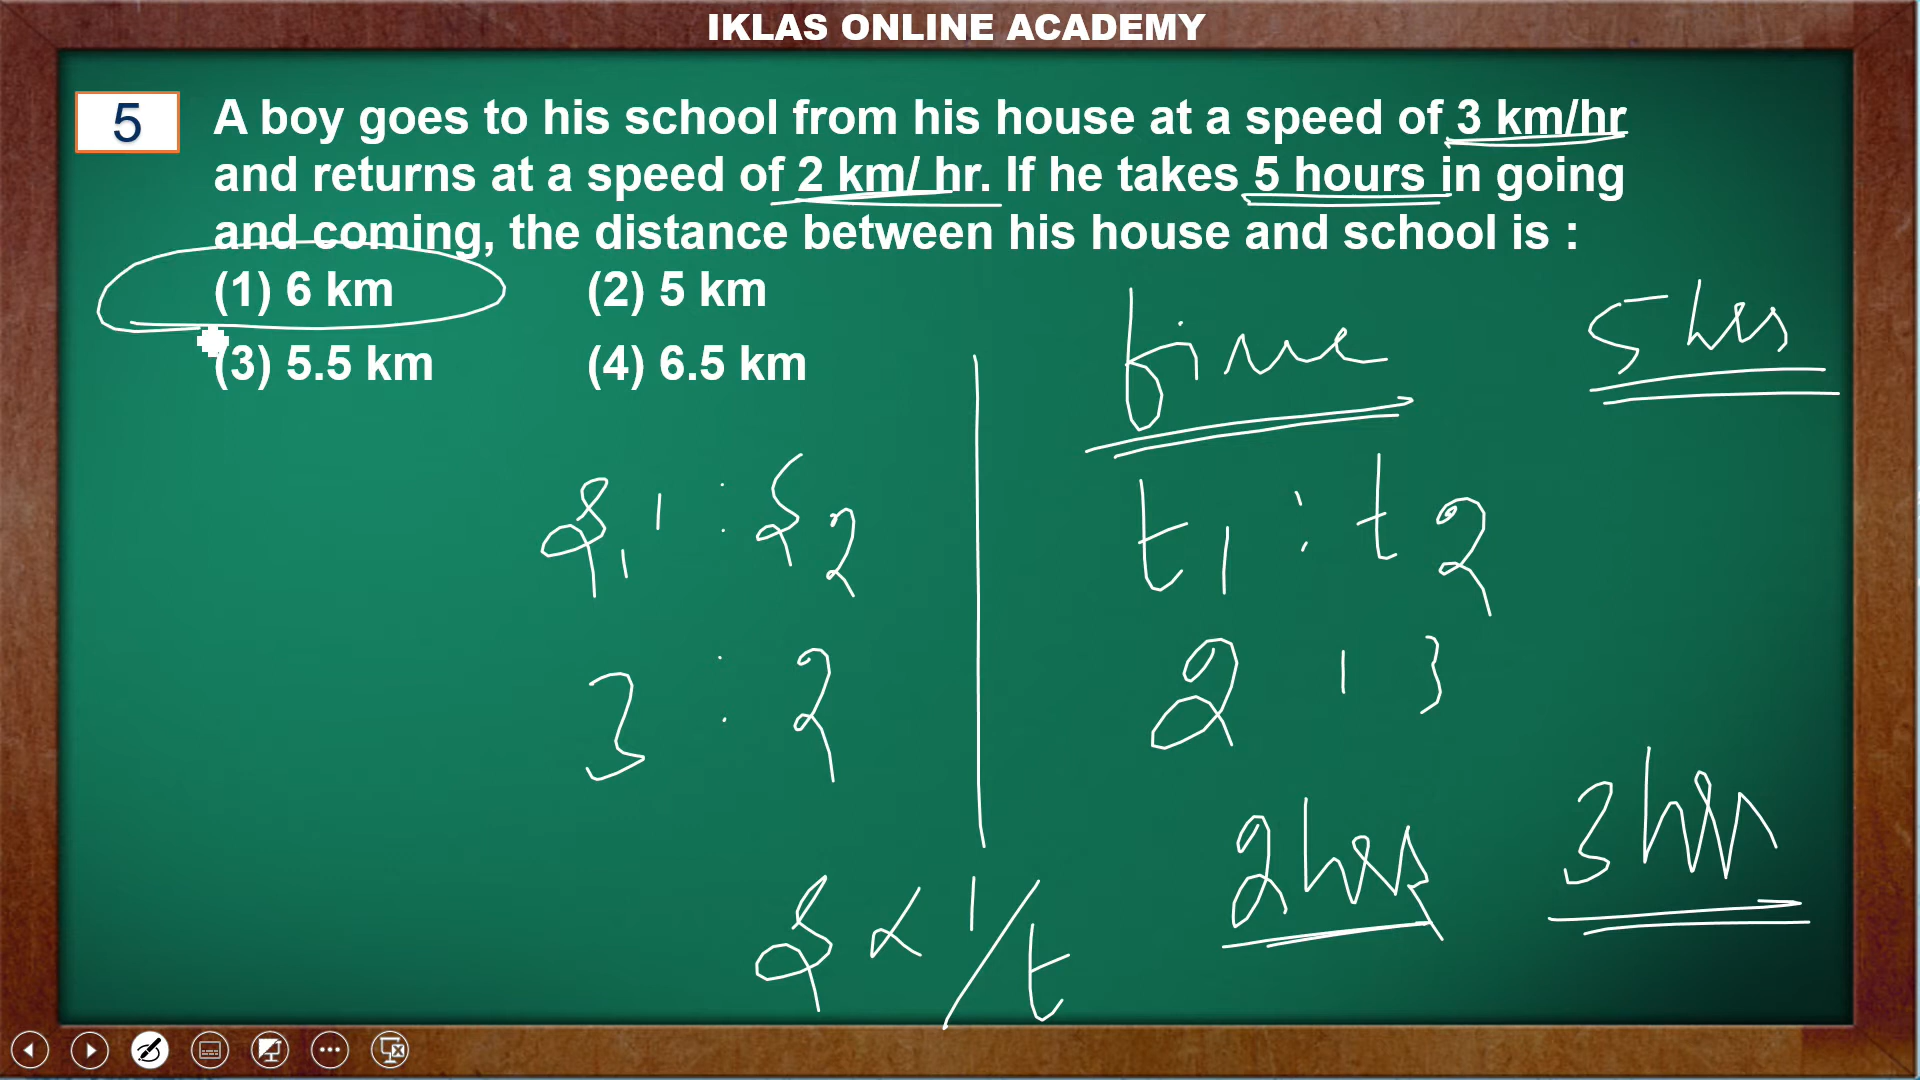 IKLAS ONLINE ACADEMY
5
A boy goes to his school from his house at a speed of 3 km/hr
and returns at a speed of 2 km/ hr. If he takes 5 hours in going
and coming, the distance between his house and school is :
(1) 6 km (2) 5 km
(3) 5.5 km (4) 6.5 km
time
5 hrs
S1 : S2
t1 : t2
3 : 2
2 : 3
2 hrs
3 hrs
S ∝ 1/t